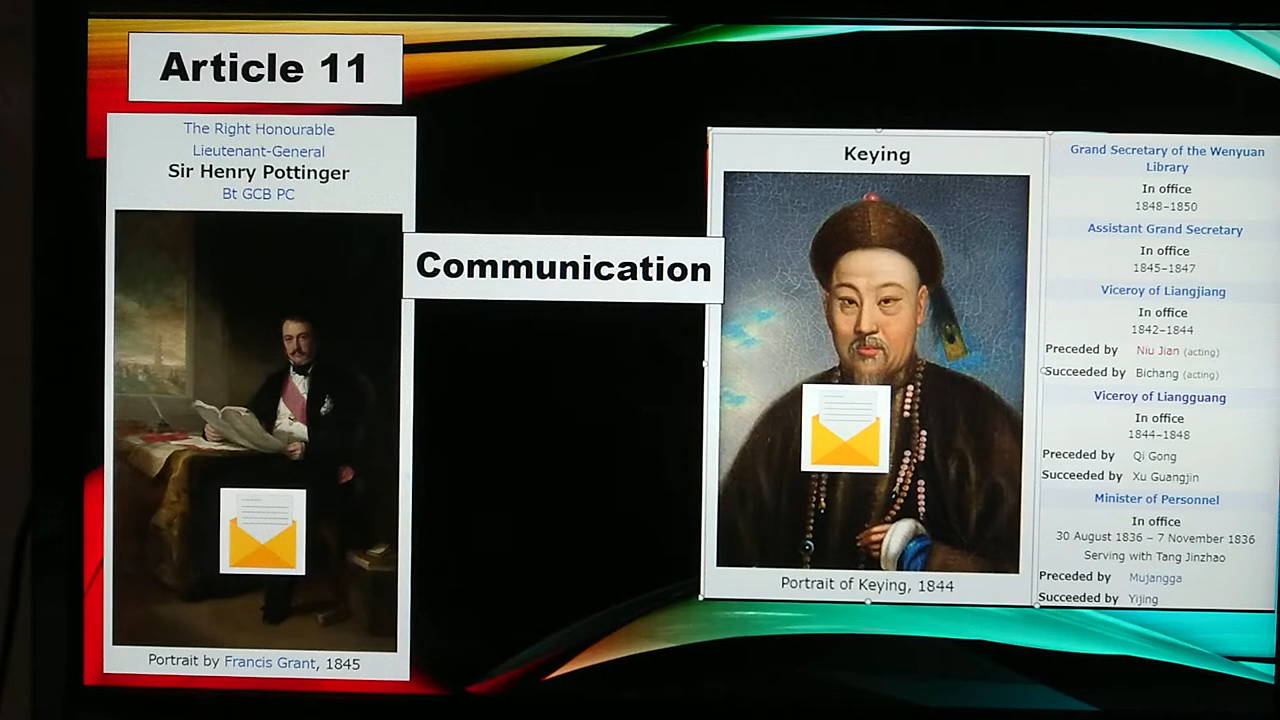 Article 11
The Right Honourable
Lieutenant-General
Sir Henry Pottinger
Bt GCB PC
Portrait by Francis Grant, 1845
Communication
Keying
Portrait of Keying, 1844
Grand Secretary of the Wenyuan
Library
In office
1848–1850
Assistant Grand Secretary
In office
1845–1847
Viceroy of Liangjiang
In office
1842–1844
Preceded by Niu Jian (acting)
Succeeded by Bichang (acting)
Viceroy of Liangguang
In office
1844–1848
Preceded by Qi Gong
Succeeded by Xu Guangjin
Minister of Personnel
In office
30 August 1836 – 7 November 1836
Serving with Tang Jinzhao
Preceded by Mujangga
Succeeded by Yijing